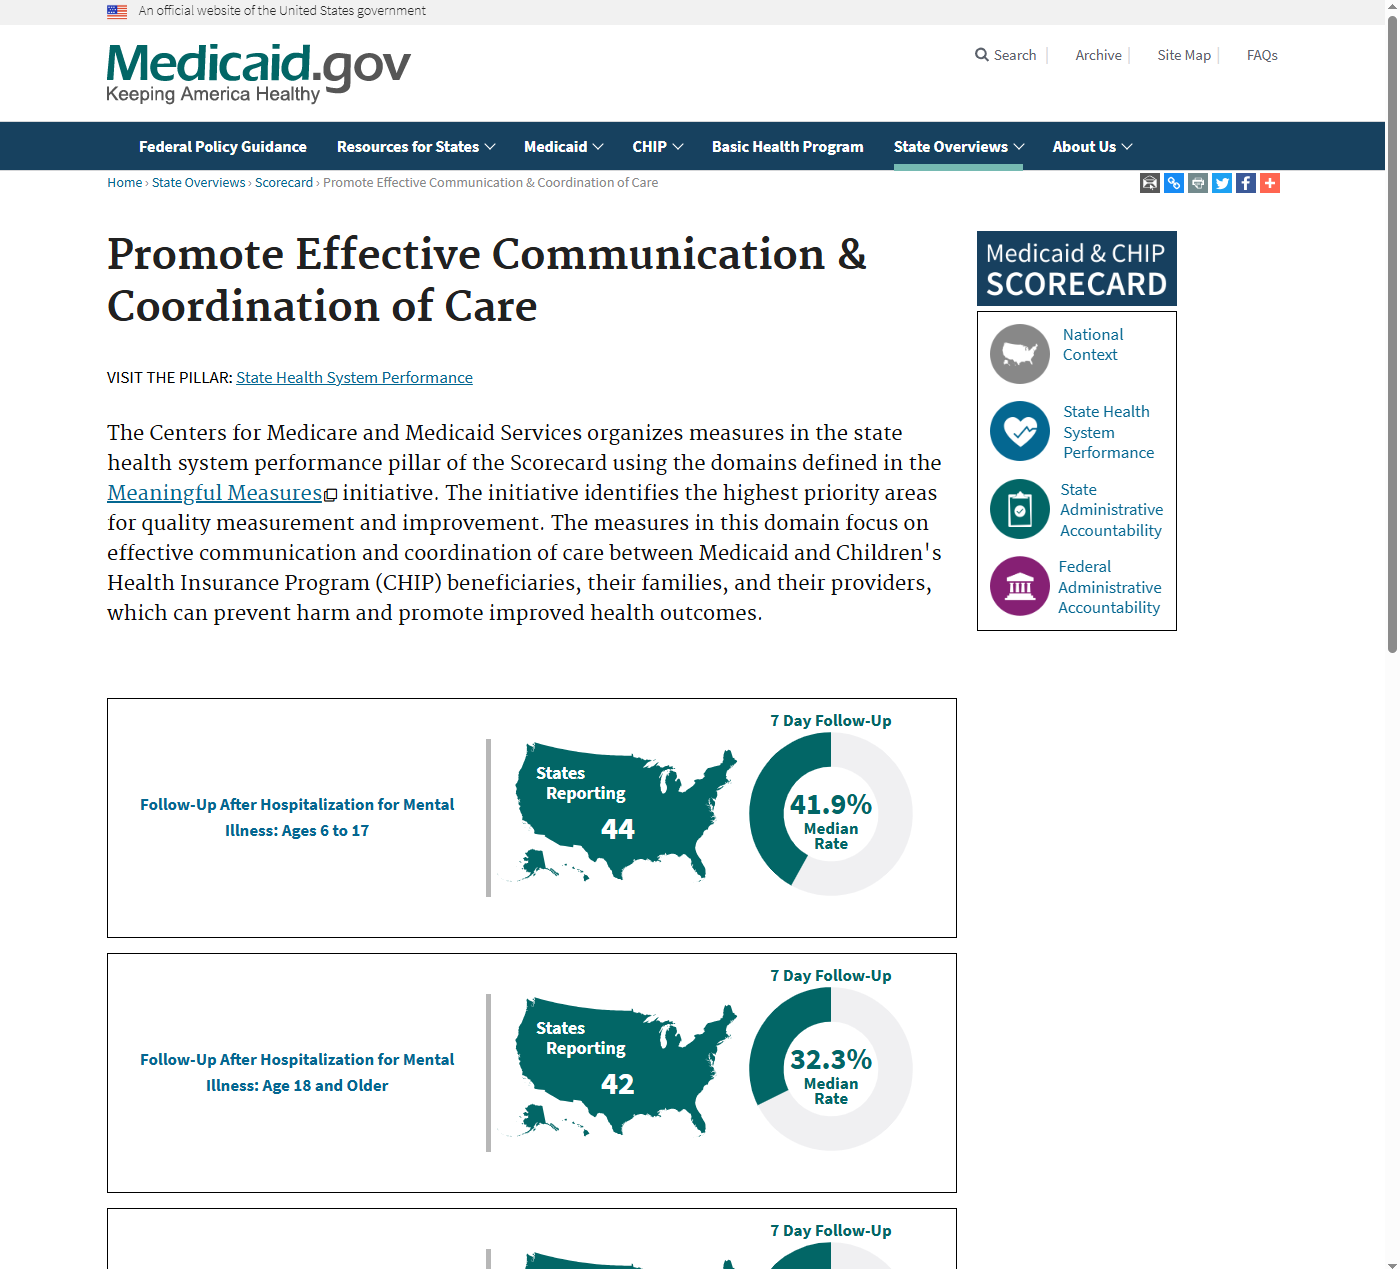 An official website of the United States government
Medicaid.gov
Keeping America Healthy
Search
Archive
Site Map
FAQs
Federal Policy Guidance
Resources for States
Medicaid
CHIP
Basic Health Program
State Overviews
About Us
Home › State Overviews › Scorecard › Promote Effective Communication & Coordination of Care
Promote Effective Communication &
Coordination of Care
VISIT THE PILLAR: State Health System Performance
The Centers for Medicare and Medicaid Services organizes measures in the state
health system performance pillar of the Scorecard using the domains defined in the
Meaningful Measures initiative. The initiative identifies the highest priority areas
for quality measurement and improvement. The measures in this domain focus on
effective communication and coordination of care between Medicaid and Children's
Health Insurance Program (CHIP) beneficiaries, their families, and their providers,
which can prevent harm and promote improved health outcomes.
Medicaid & CHIP
SCORECARD
National
Context
State Health
System
Performance
State
Administrative
Accountability
Federal
Administrative
Accountability
Follow-Up After Hospitalization for Mental
Illness: Ages 6 to 17
States
Reporting
44
7 Day Follow-Up
41.9%
Median
Rate
Follow-Up After Hospitalization for Mental
Illness: Age 18 and Older
States
Reporting
42
7 Day Follow-Up
32.3%
Median
Rate
7 Day Follow-Up